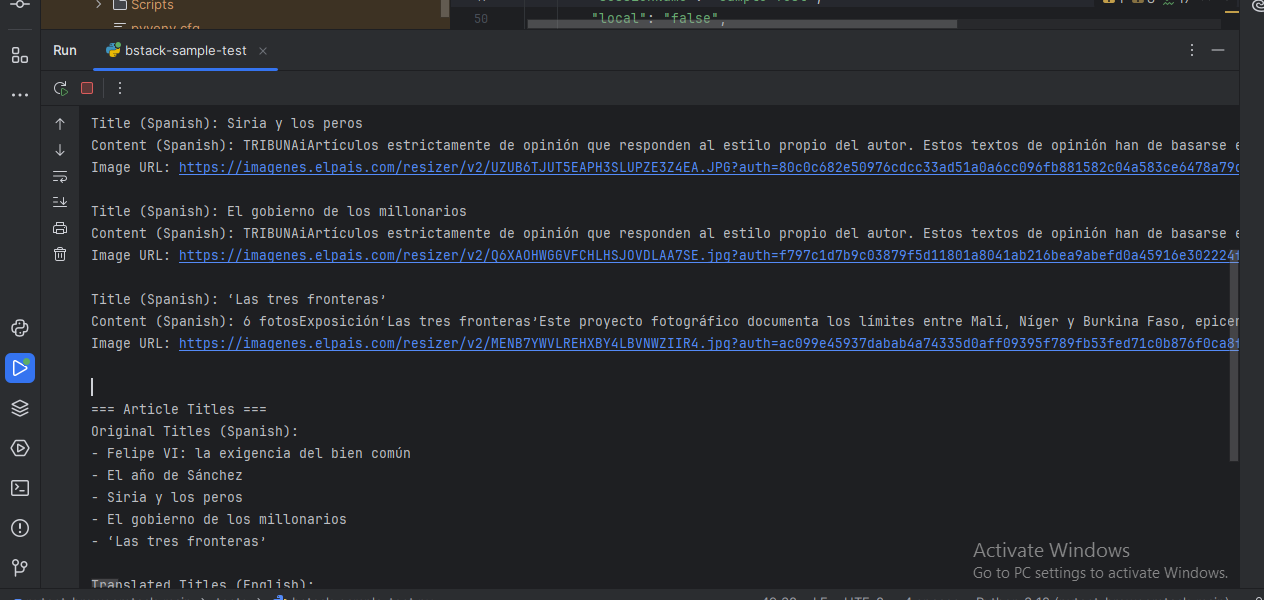 Scripts
50
"local": "false",
Run
bstack-sample-test
Title (Spanish): Siria y los peros
Content (Spanish): TRIBUNAiArtículos estrictamente de opinión que responden al estilo propio del autor. Estos textos de opinión han de basarse e
Image URL: https://imagenes.elpais.com/resizer/v2/UZUB6TJUT5EAPH3SLUPZE3Z4EA.JPG?auth=80c0c682e50976cdcc33ad51a0a6cc096fb881582c04a583ce6478a79c
Title (Spanish): El gobierno de los millonarios
Content (Spanish): TRIBUNAiArtículos estrictamente de opinión que responden al estilo propio del autor. Estos textos de opinión han de basarse e
Image URL: https://imagenes.elpais.com/resizer/v2/Q6XAOHWGGVFCHLHSJOVDLAA7SE.jpg?auth=f797c1d7b9c03879f5d11801a8041ab216bea9abefd0a45916e302224f
Title (Spanish): ‘Las tres fronteras’
Content (Spanish): 6 fotosExposición‘Las tres fronteras’Este proyecto fotográfico documenta los límites entre Malí, Níger y Burkina Faso, epicen
Image URL: https://imagenes.elpais.com/resizer/v2/MENB7YWVLREHXBY4LBVNWZIIR4.jpg?auth=ac099e45937dabab4a74335d0aff09395f789fb53fed71c0b876f0ca8f
=== Article Titles ===
Original Titles (Spanish):
- Felipe VI: la exigencia del bien común
- El año de Sánchez
- Siria y los peros
- El gobierno de los millonarios
- ‘Las tres fronteras’
Translated Titles (English):
Activate Windows
Go to PC settings to activate Windows.